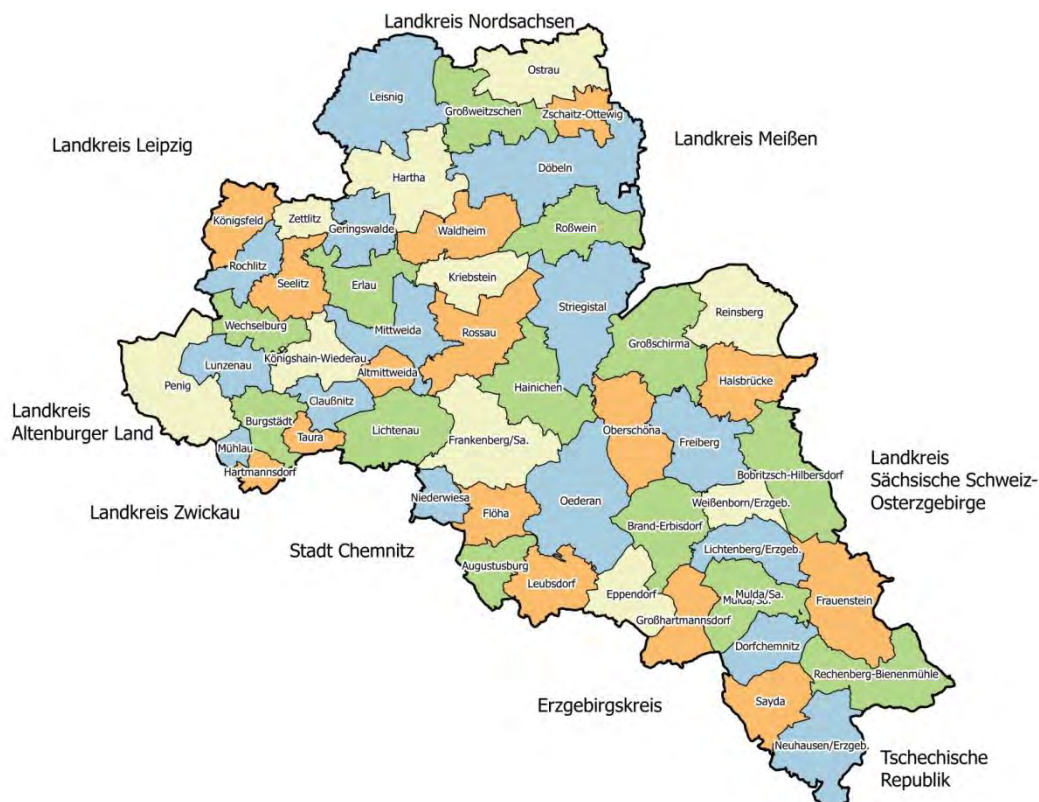 Landkreis Nordsachsen
Ostrau
Leisnig
Großweitzschen
Zschaitz-Ottewig
Landkreis Leipzig
Landkreis Meißen
Döbeln
Hartha
Königsfeld
Zettlitz
Geringswalde
Waldheim
Roßwein
Rochlitz
Seelitz
Erlau
Kriebstein
Striegistal
Reinsberg
Wechselburg
Mittweida
Rossau
Großschirma
Lunzenau
Königshain-Wiederau
Altmittweida
Hainichen
Halsbrücke
Penig
Claußnitz
Landkreis
Altenburger Land
Burgstädt
Taura
Lichtenau
Frankenberg/Sa.
Oberschöna
Freiberg
Mühlau
Hartmannsdorf
Bobritzsch-Hilbersdorf
Landkreis
Sächsische Schweiz-
Osterzgebirge
Landkreis Zwickau
Niederwiesa
Flöha
Oederan
Weißenborn/Erzgeb.
Brand-Erbisdorf
Stadt Chemnitz
Lichtenberg/Erzgeb.
Augustusburg
Leubsdorf
Eppendorf
Mulda/Sa.
Mulda/Sa.
Frauenstein
Großhartmannsdorf
Dorfchemnitz
Rechenberg-Bienenmühle
Erzgebirgskreis
Sayda
Neuhausen/Erzgeb.
Tschechische
Republik